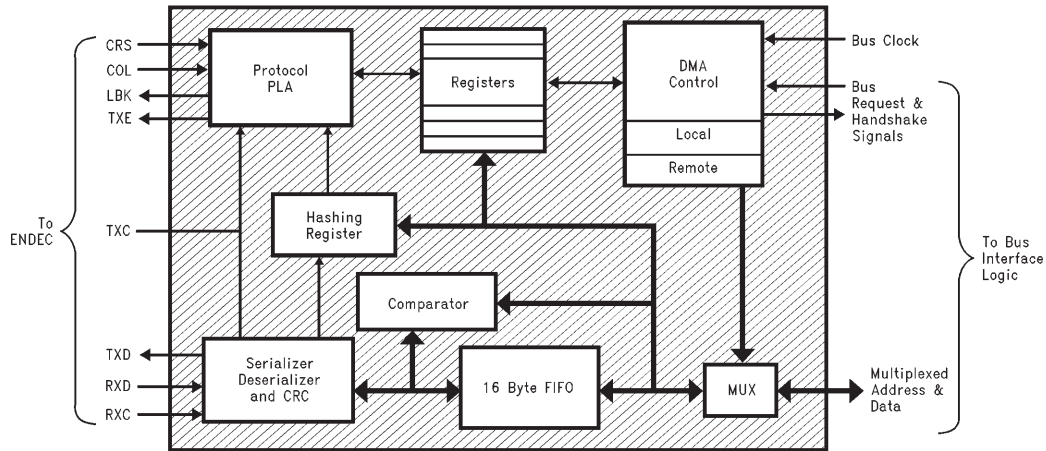 CRS
COL
LBK
TXE
To
ENDEC
TXC
TXD
RXD
RXC
Protocol
PLA
Registers
DMA
Control
Local
Remote
Hashing
Register
Comparator
Serializer
Deserializer
and CRC
16 Byte FIFO
MUX
Bus Clock
Bus
Request &
Handshake
Signals
To Bus
Interface
Logic
Multiplexed
Address &
Data